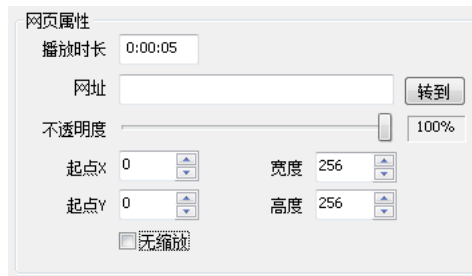 网页属性
播放时长 0:00:05
网址 转到
不透明度 100%
起点X 0 宽度 256
起点Y 0 高度 256
无缩放